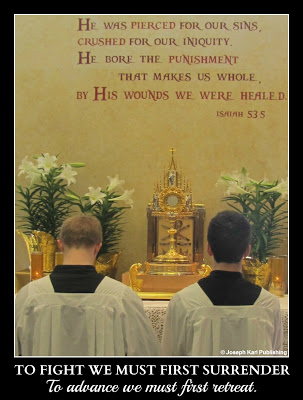 HE WAS PIERCED FOR OUR SINS,
CRUSHED FOR OUR INIQUITY.
HE BORE THE PUNISHMENT
THAT MAKES US WHOLE,
BY HIS WOUNDS WE WERE HEALED.
ISAIAH 53:5
© Joseph Karl Publishing
TO FIGHT WE MUST FIRST SURRENDER
To advance we must first retreat.